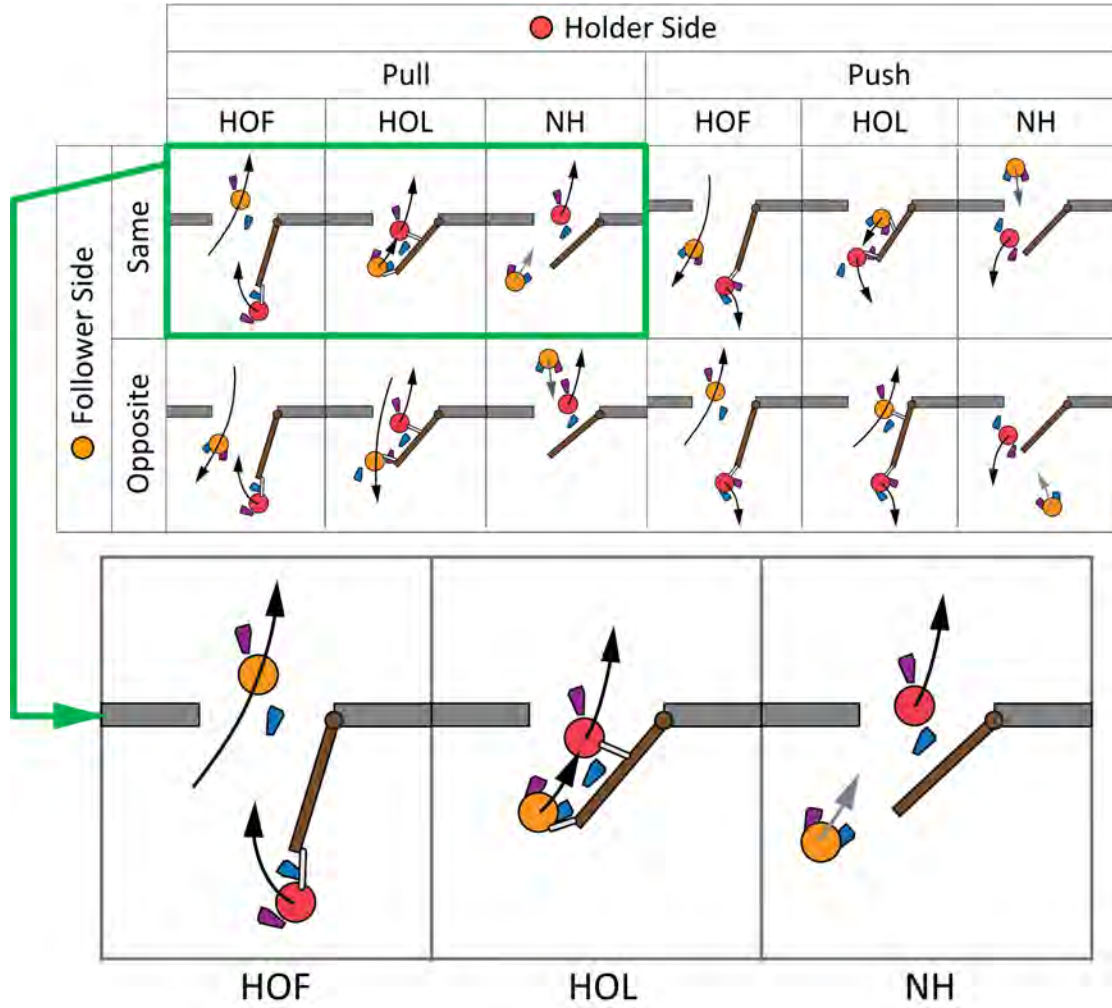 Holder Side
Pull Push
HOF HOL NH HOF HOL NH
Follower Side
Same
Opposite
HOF HOL NH